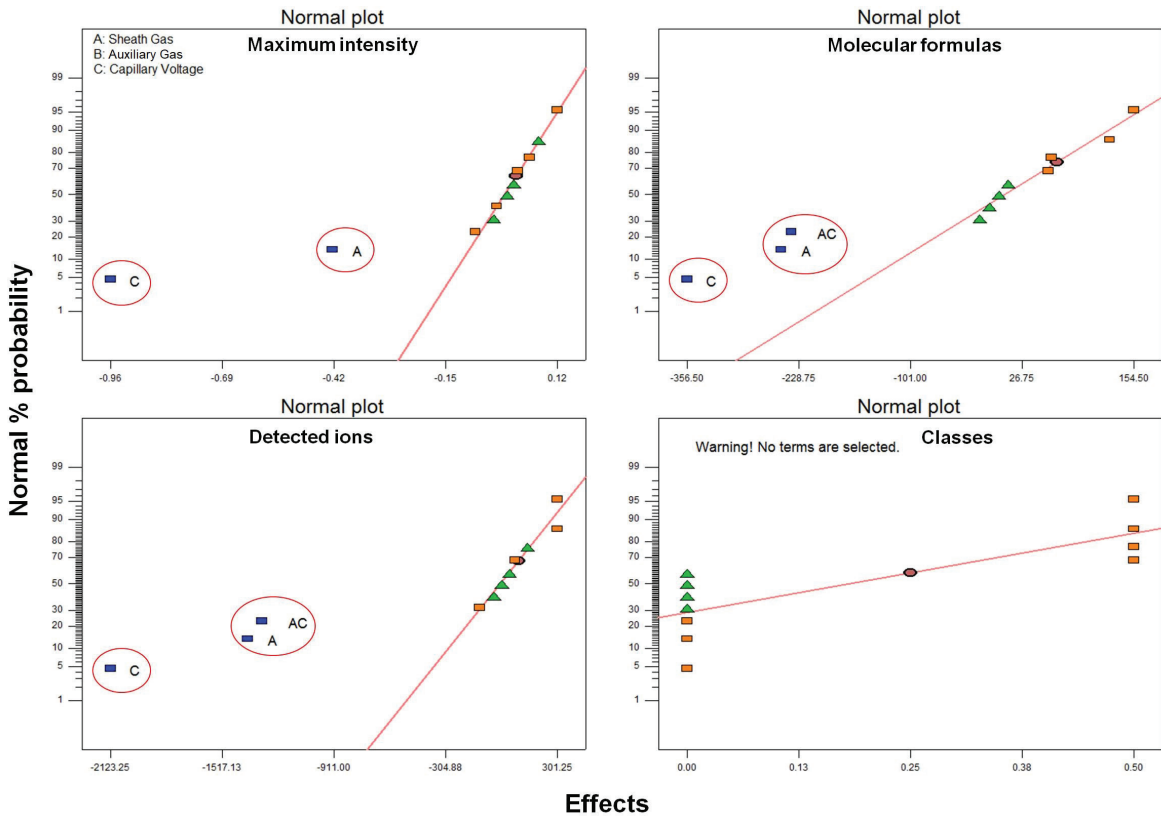 Normal plot
Maximum intensity
A: Sheath Gas
B: Auxiliary Gas
C: Capillary Voltage
99
95
90
80
70
50
30
20
10
5
1
A
C
-0.96 -0.69 -0.42 -0.15 0.12
Normal plot
Molecular formulas
99
95
90
80
70
50
30
20
10
5
1
AC
A
C
-356.50 -228.75 -101.00 26.75 154.50
Normal % probability
Normal plot
Detected ions
99
95
90
80
70
50
30
20
10
5
1
AC
A
C
-2123.25 -1517.13 -911.00 -304.88 301.25
Normal plot
Classes
Warning! No terms are selected.
99
95
90
80
70
50
30
20
10
5
1
0.00 0.13 0.25 0.38 0.50
Effects